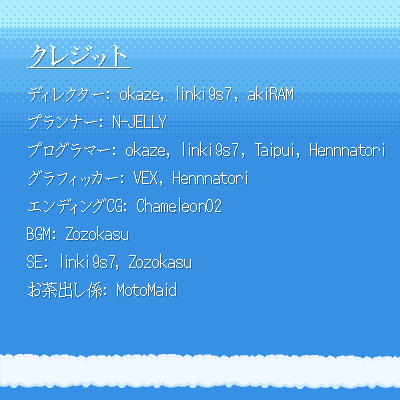 クレジット
ディレクター: okaze, linki9s7, akiRAM
プランナー: N-JELLY
プログラマー: okaze, linki9s7, Taipui, Hennnatori
グラフィッカー: VEX, Hennnatori
エンディングCG: Chameleon02
BGM: Zozokasu
SE: linki9s7, Zozokasu
お茶出し係: MotoMaid